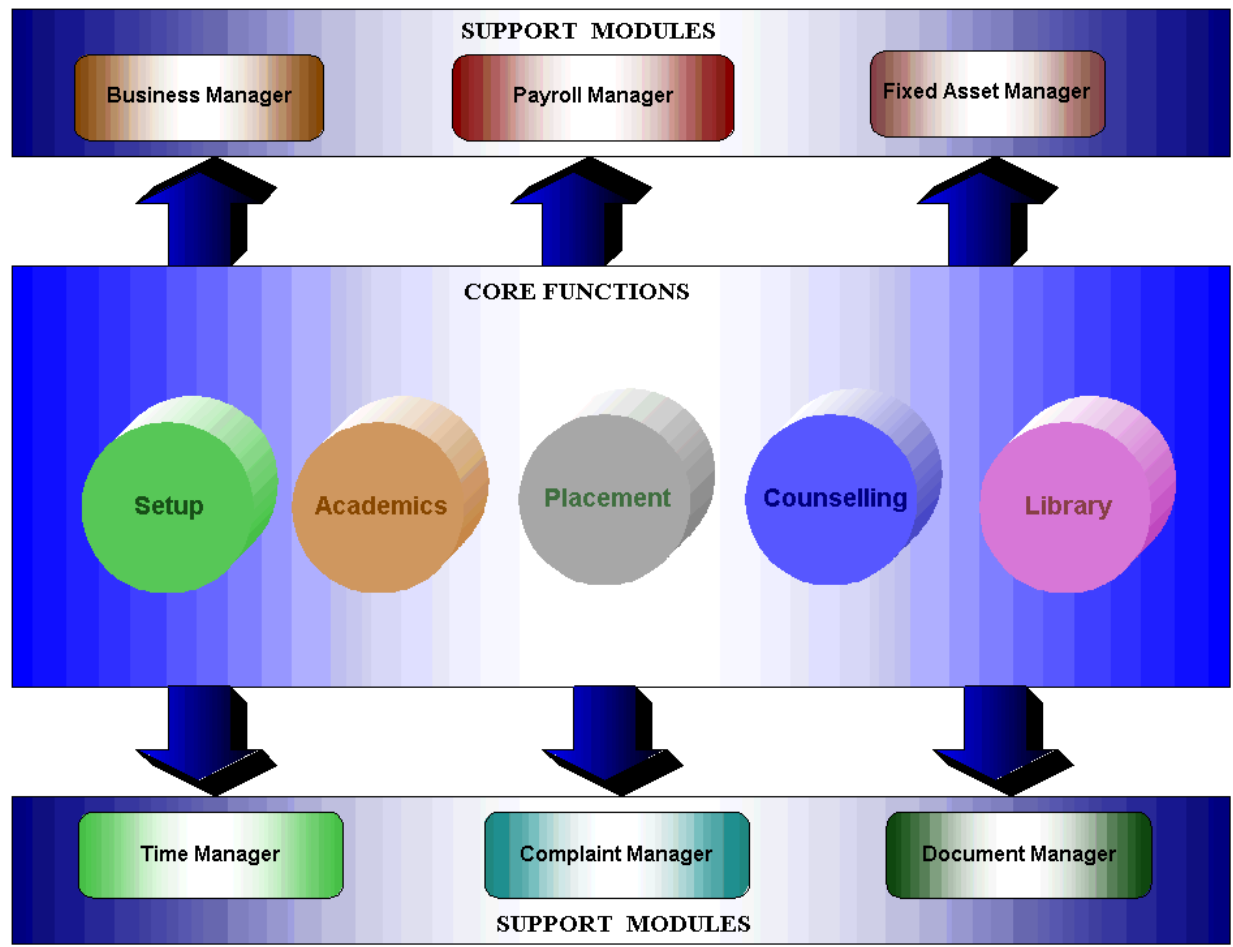 SUPPORT MODULES
Business Manager
Payroll Manager
Fixed Asset Manager
CORE FUNCTIONS
Setup
Academics
Placement
Counselling
Library
Time Manager
Complaint Manager
Document Manager
SUPPORT MODULES